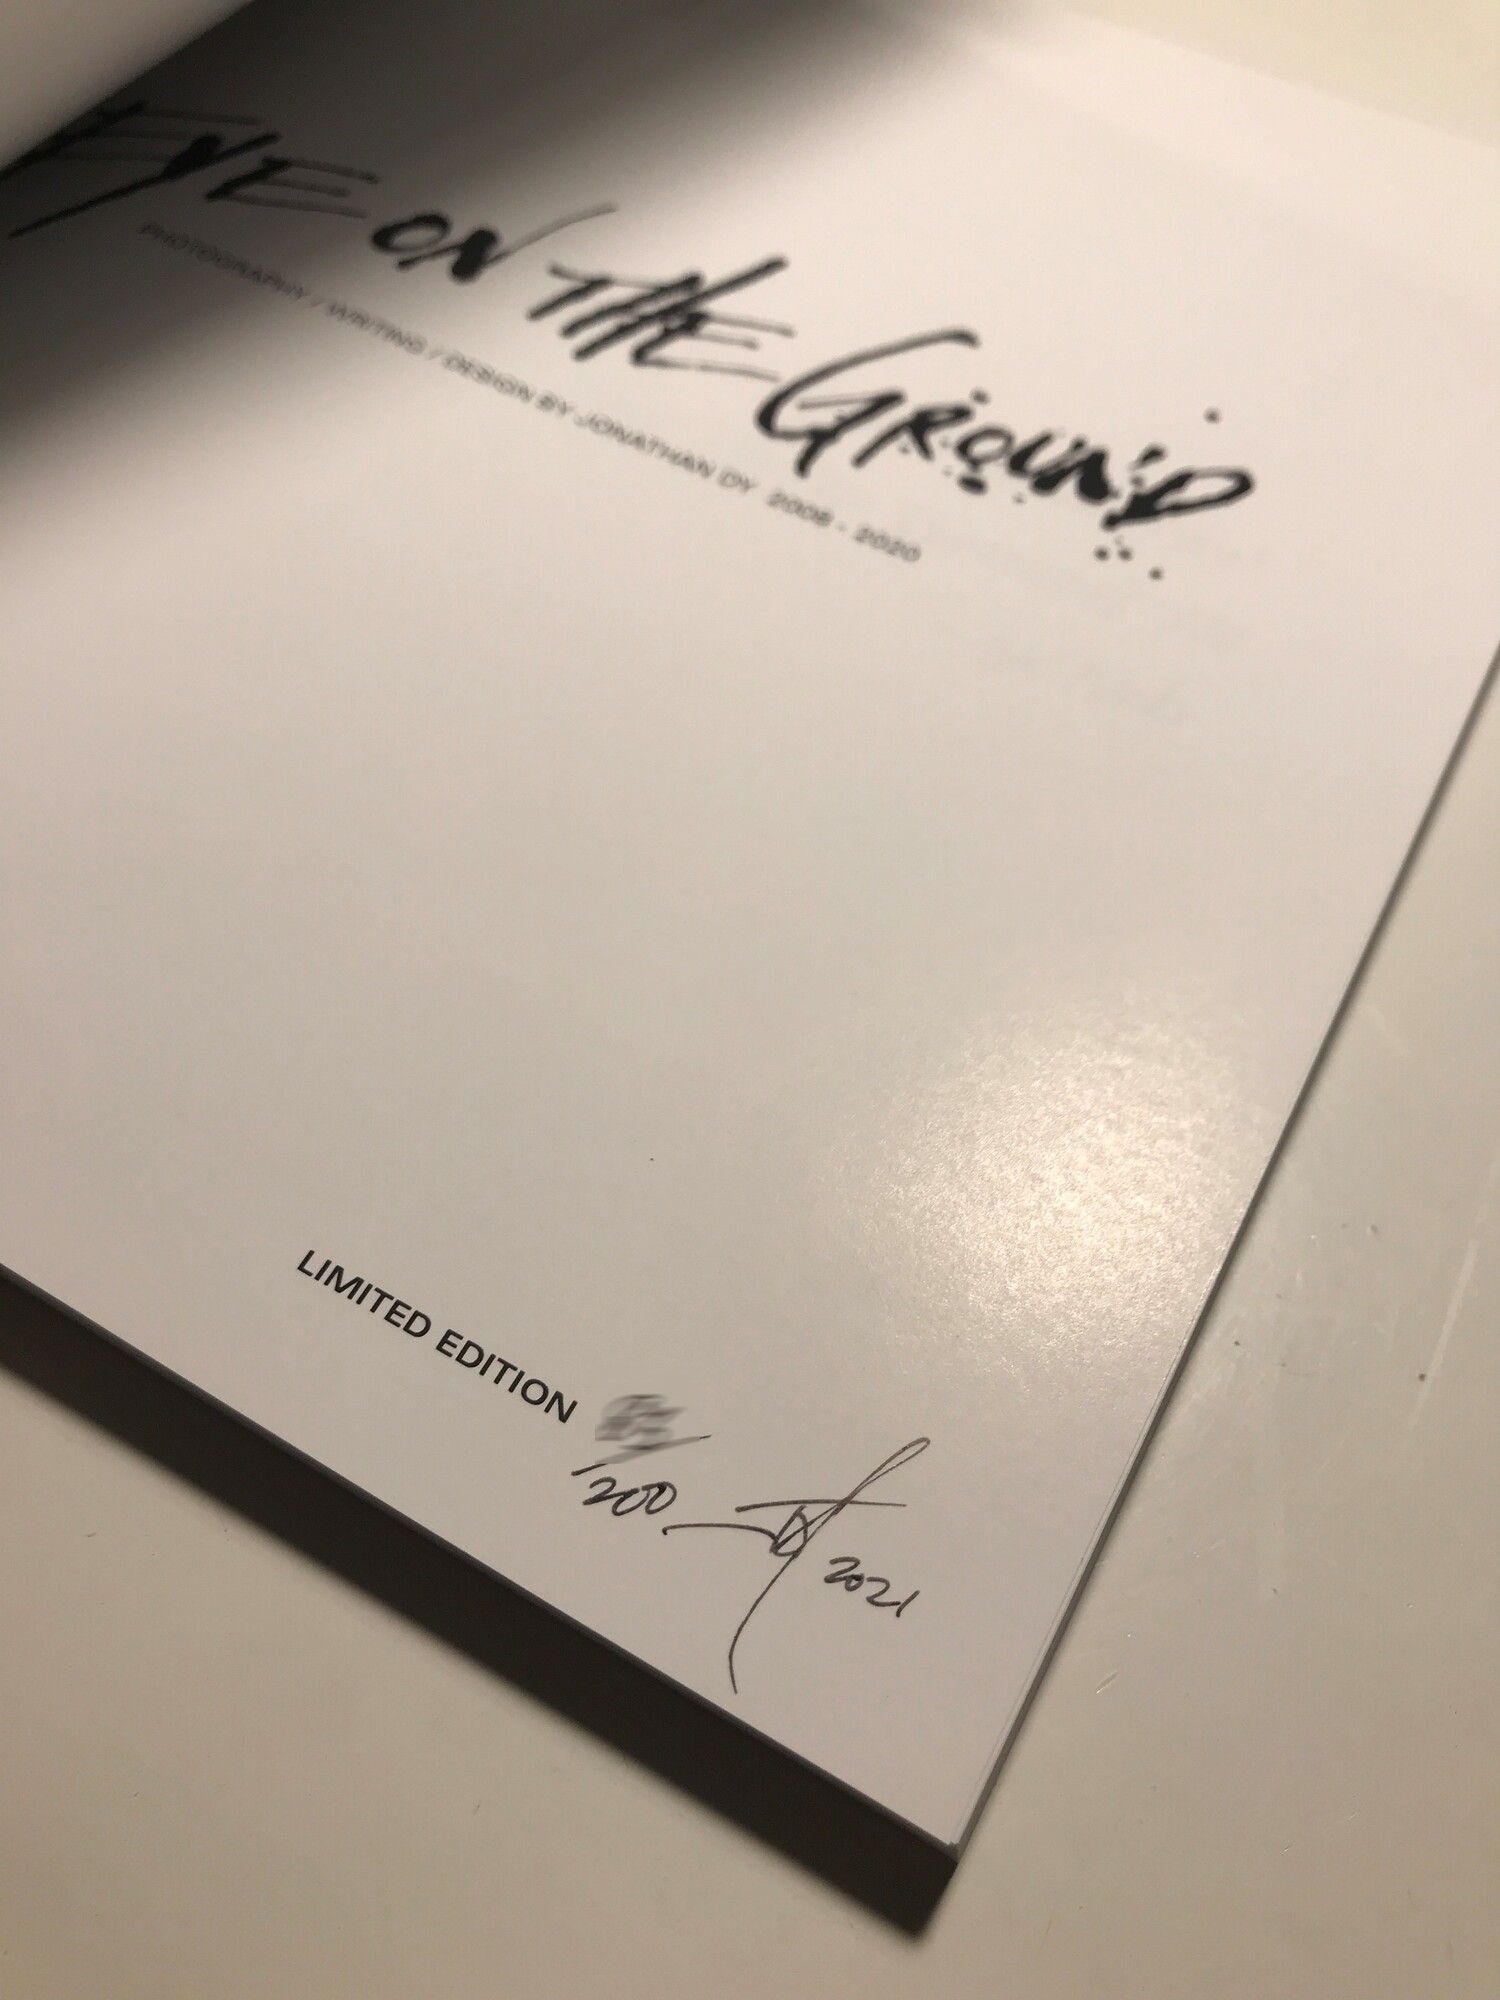 EYE ON THE GROUND
PHOTOGRAPHY / WRITING / DESIGN BY JONATHAN DY 2008 - 2020
LIMITED EDITION
/200
2021